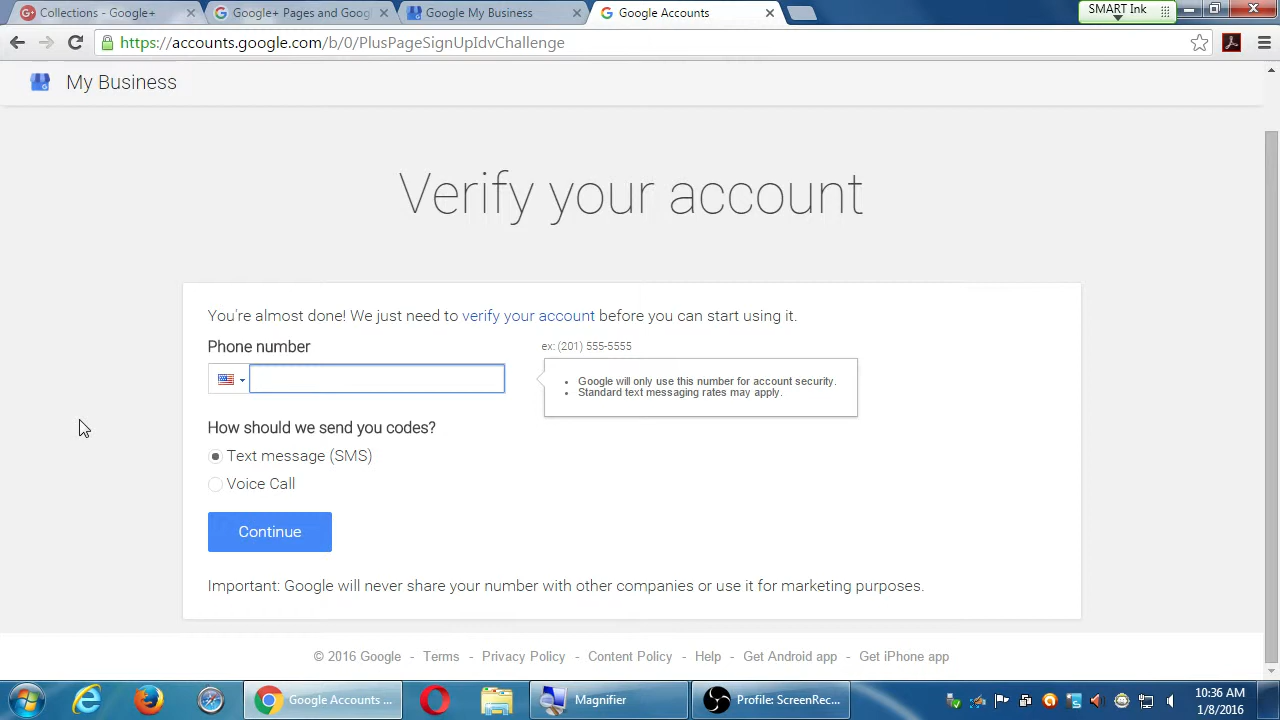 Collections - Google+
Google+ Pages and Goog
Google My Business
Google Accounts
SMART Ink
https://accounts.google.com/b/0/PlusPageSignUpIdvChallenge
My Business
Verify your account
You're almost done! We just need to verify your account before you can start using it.
Phone number
ex: (201) 555-5555
Google will only use this number for account security.
Standard text messaging rates may apply.
How should we send you codes?
Text message (SMS)
Voice Call
Continue
Important: Google will never share your number with other companies or use it for marketing purposes.
© 2016 Google - Terms - Privacy Policy - Content Policy - Help - Get Android app - Get iPhone app
Google Accounts ...
Magnifier
Profile: ScreenRec...
10:36 AM
1/8/2016